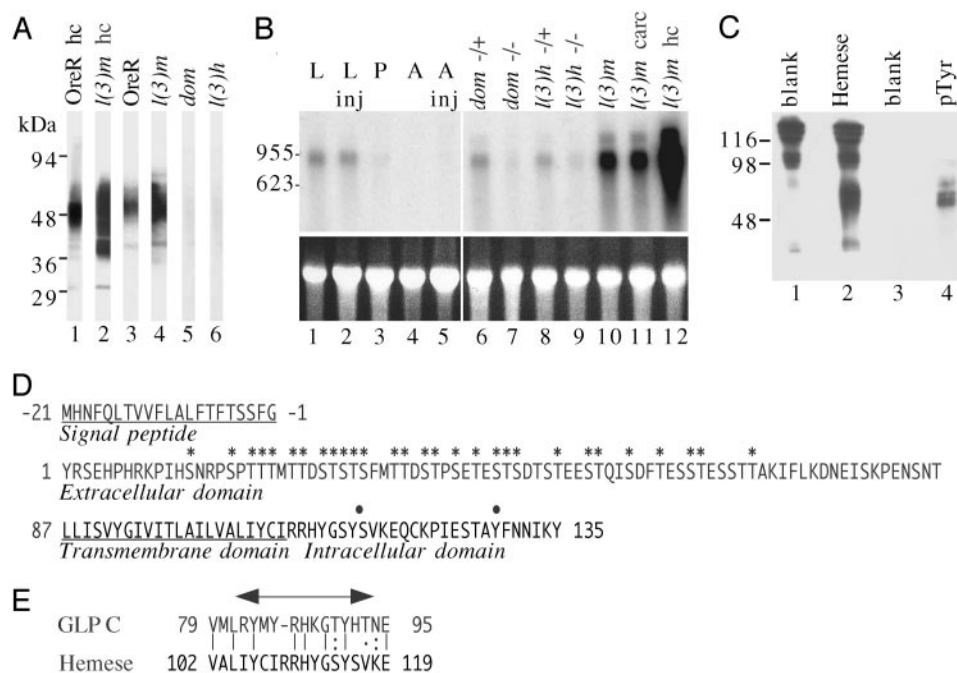 A
OreR hc
l(3)m hc
OreR
l(3)m
dom
l(3)h
kDa
94
48
36
29
1 2 3 4 5 6
B
L L P A A
inj inj
dom -/+
dom -/-
l(3)h -/+
l(3)h -/-
l(3)m
l(3)m carc
l(3)m hc
955
623
1 2 3 4 5 6 7 8 9 10 11 12
C
blank
Hemese
blank
pTyr
116
98
48
1 2 3 4
D
-21 MHNFQLTVVFLALFTFTSSFG -1
Signal peptide
* * *** ** ***** ** ** * * *** * ** * * ** *
1 YRSEHPHRKPIHSNRPSPTTTMTTDSTSTSFMTTDSTPSETESTSDTSTEESTQISDFTESSTESSTTAKIFLKDNEISKPENSNT
Extracellular domain
• •
87 LLISVYGIVITLAILVALIYCIRRHYGSYSVKEQCKPIESTAYFNNIKY 135
Transmembrane domain Intracellular domain
E
GLP C 79 VMLRYMY-RHKGTYHTNE 95
Hemese 102 VALIYCIRRHYGSYSVKE 119